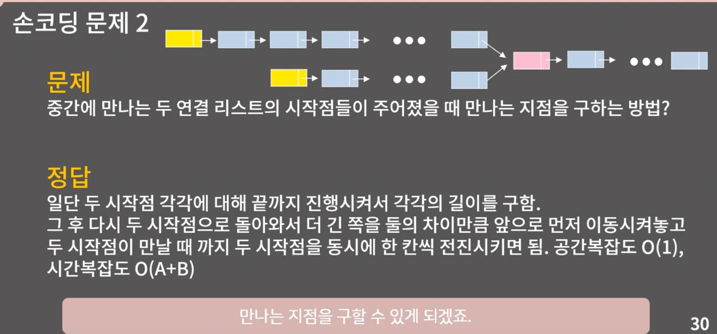 손코딩 문제 2
문제
중간에 만나는 두 연결 리스트의 시작점들이 주어졌을 때 만나는 지점을 구하는 방법?
정답
일단 두 시작점 각각에 대해 끝까지 진행시켜서 각각의 길이를 구함.
그 후 다시 두 시작점으로 돌아와서 더 긴 쪽을 둘의 차이만큼 앞으로 먼저 이동시켜놓고
두 시작점이 만날 때 까지 두 시작점을 동시에 한 칸씩 전진시키면 됨. 공간복잡도 O(1),
시간복잡도 O(A+B)
만나는 지점을 구할 수 있게 되겠죠.
30